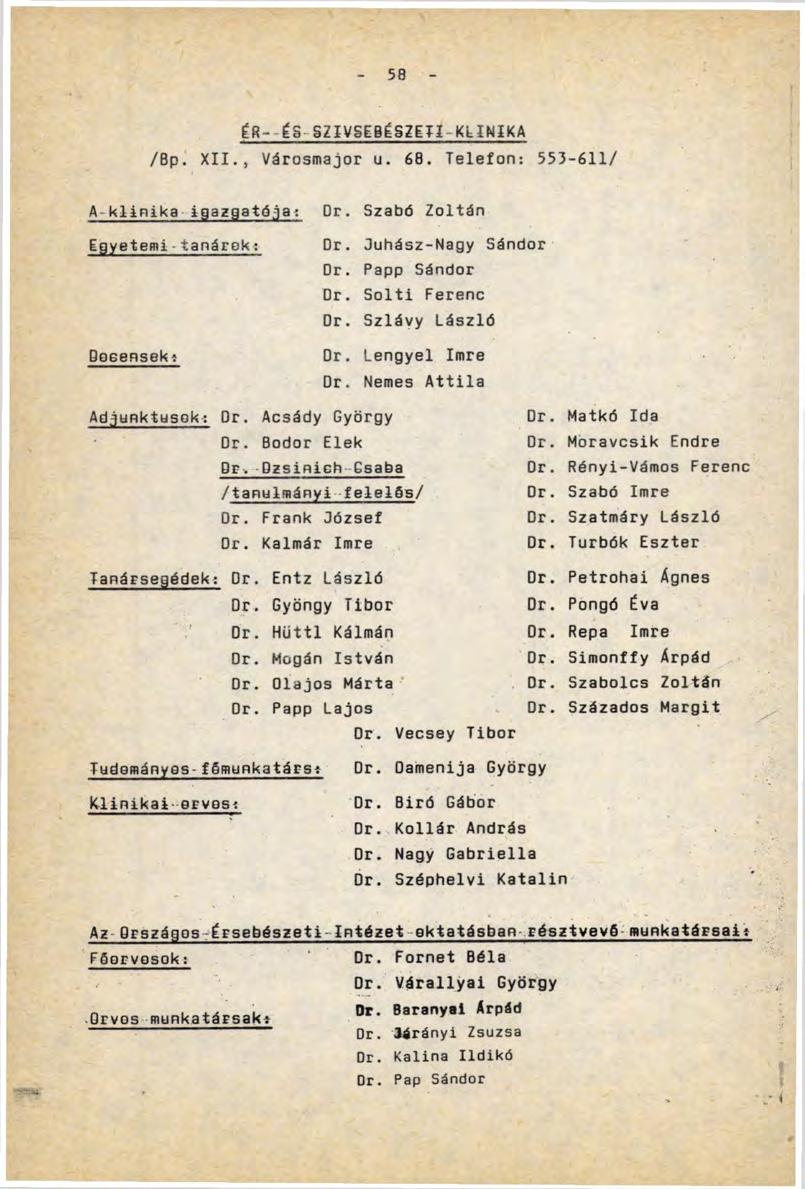 - 58 -
ÉR- ÉS SZIVSEBÉSZETI KLINIKA
/Bp. XII., Városmajor u. 68. Telefon: 553-611/
A klinika igazgatója: Dr. Szabó Zoltán
Egyetemi tanárok: Dr. Juhász-Nagy Sándor
Dr. Papp Sándor
Dr. Solti Ferenc
Dr. Szlávy László
Docensek: Dr. Lengyel Imre
Dr. Nemes Attila
Adjunktusok: Dr. Acsády György Dr. Matkó Ida
Dr. Bodor Elek Dr. Moravcsik Endre
Dr. Dzsinich Csaba Dr. Rényi-Vámos Ferenc
/tanulmányi felelős/ Dr. Szabó Imre
Dr. Frank József Dr. Szatmáry László
Dr. Kalmár Imre Dr. Turbók Eszter
Tanársegédek: Dr. Entz László Dr. Petrohai Ágnes
Dr. Gyöngy Tibor Dr. Pongó Éva
Dr. Hüttl Kálmán Dr. Repa Imre
Dr. Mogán István Dr. Simonffy Árpád
Dr. Olajos Márta Dr. Szabolcs Zoltán
Dr. Papp Lajos Dr. Százados Margit
Dr. Vecsey Tibor
Tudományos főmunkatárs: Dr. Damenija György
Klinikai orvos: Dr. Biró Gábor
Dr. Kollár András
Dr. Nagy Gabriella
Dr. Széphelvi Katalin
Az Országos Érsebészeti Intézet oktatásban résztvevő munkatársai:
Főorvosok: Dr. Fornet Béla
Dr. Várallyai György
Orvos munkatársak: Dr. Baranyai Árpád
Dr. Járányi Zsuzsa
Dr. Kalina Ildikó
Dr. Pap Sándor